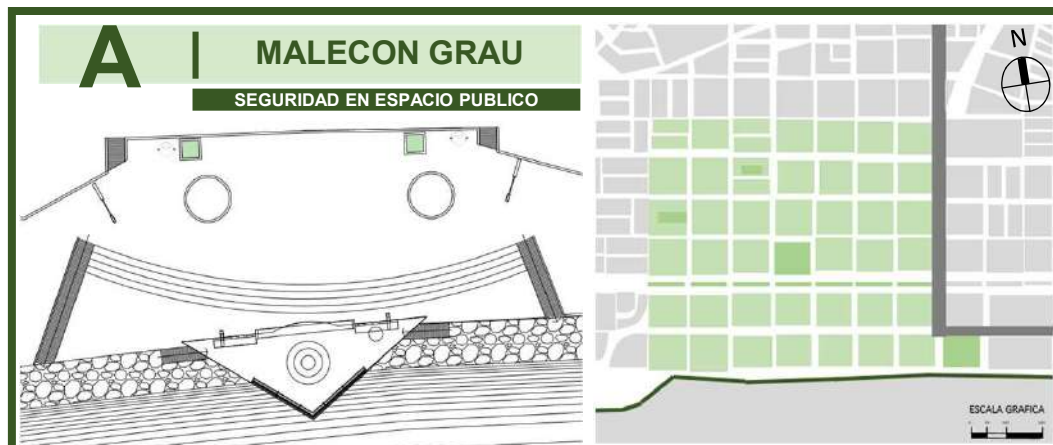 A
MALECON GRAU
SEGURIDAD EN ESPACIO PUBLICO
N
ESCALA GRAFICA